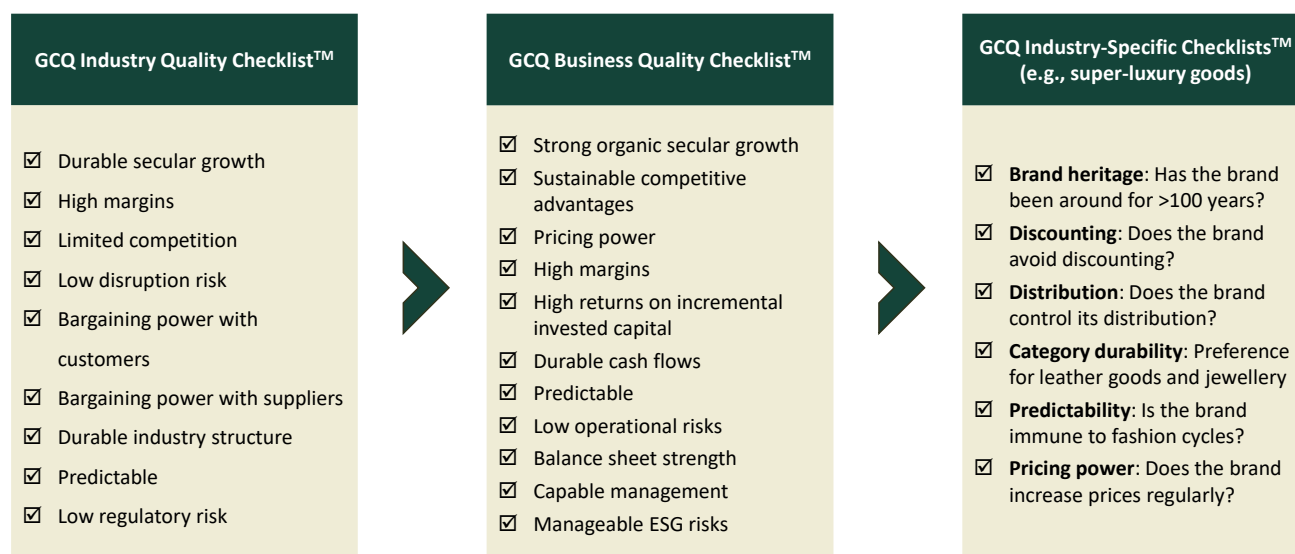 GCQ Industry Quality Checklist™
☑ Durable secular growth
☑ High margins
☑ Limited competition
☑ Low disruption risk
☑ Bargaining power with
customers
☑ Bargaining power with suppliers
☑ Durable industry structure
☑ Predictable
☑ Low regulatory risk
GCQ Business Quality Checklist™
☑ Strong organic secular growth
☑ Sustainable competitive
advantages
☑ Pricing power
☑ High margins
☑ High returns on incremental
invested capital
☑ Durable cash flows
☑ Predictable
☑ Low operational risks
☑ Balance sheet strength
☑ Capable management
☑ Manageable ESG risks
GCQ Industry-Specific Checklists™
(e.g., super-luxury goods)
☑ Brand heritage: Has the brand
been around for >100 years?
☑ Discounting: Does the brand
avoid discounting?
☑ Distribution: Does the brand
control its distribution?
☑ Category durability: Preference
for leather goods and jewellery
☑ Predictability: Is the brand
immune to fashion cycles?
☑ Pricing power: Does the brand
increase prices regularly?